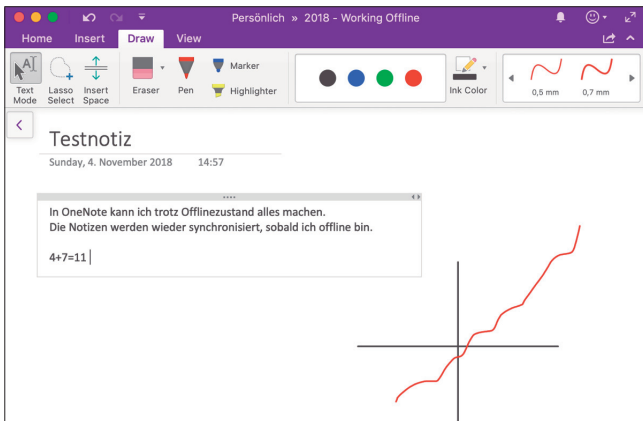 Persönlich » 2018 - Working Offline
Home Insert Draw View
Text Mode
Lasso Select
Insert Space
Eraser
Pen
Marker
Highlighter
Ink Color
0,5 mm
0,7 mm
Testnotiz
Sunday, 4. November 2018 14:57
In OneNote kann ich trotz Offlinezustand alles machen.
Die Notizen werden wieder synchronisiert, sobald ich offline bin.
4+7=11